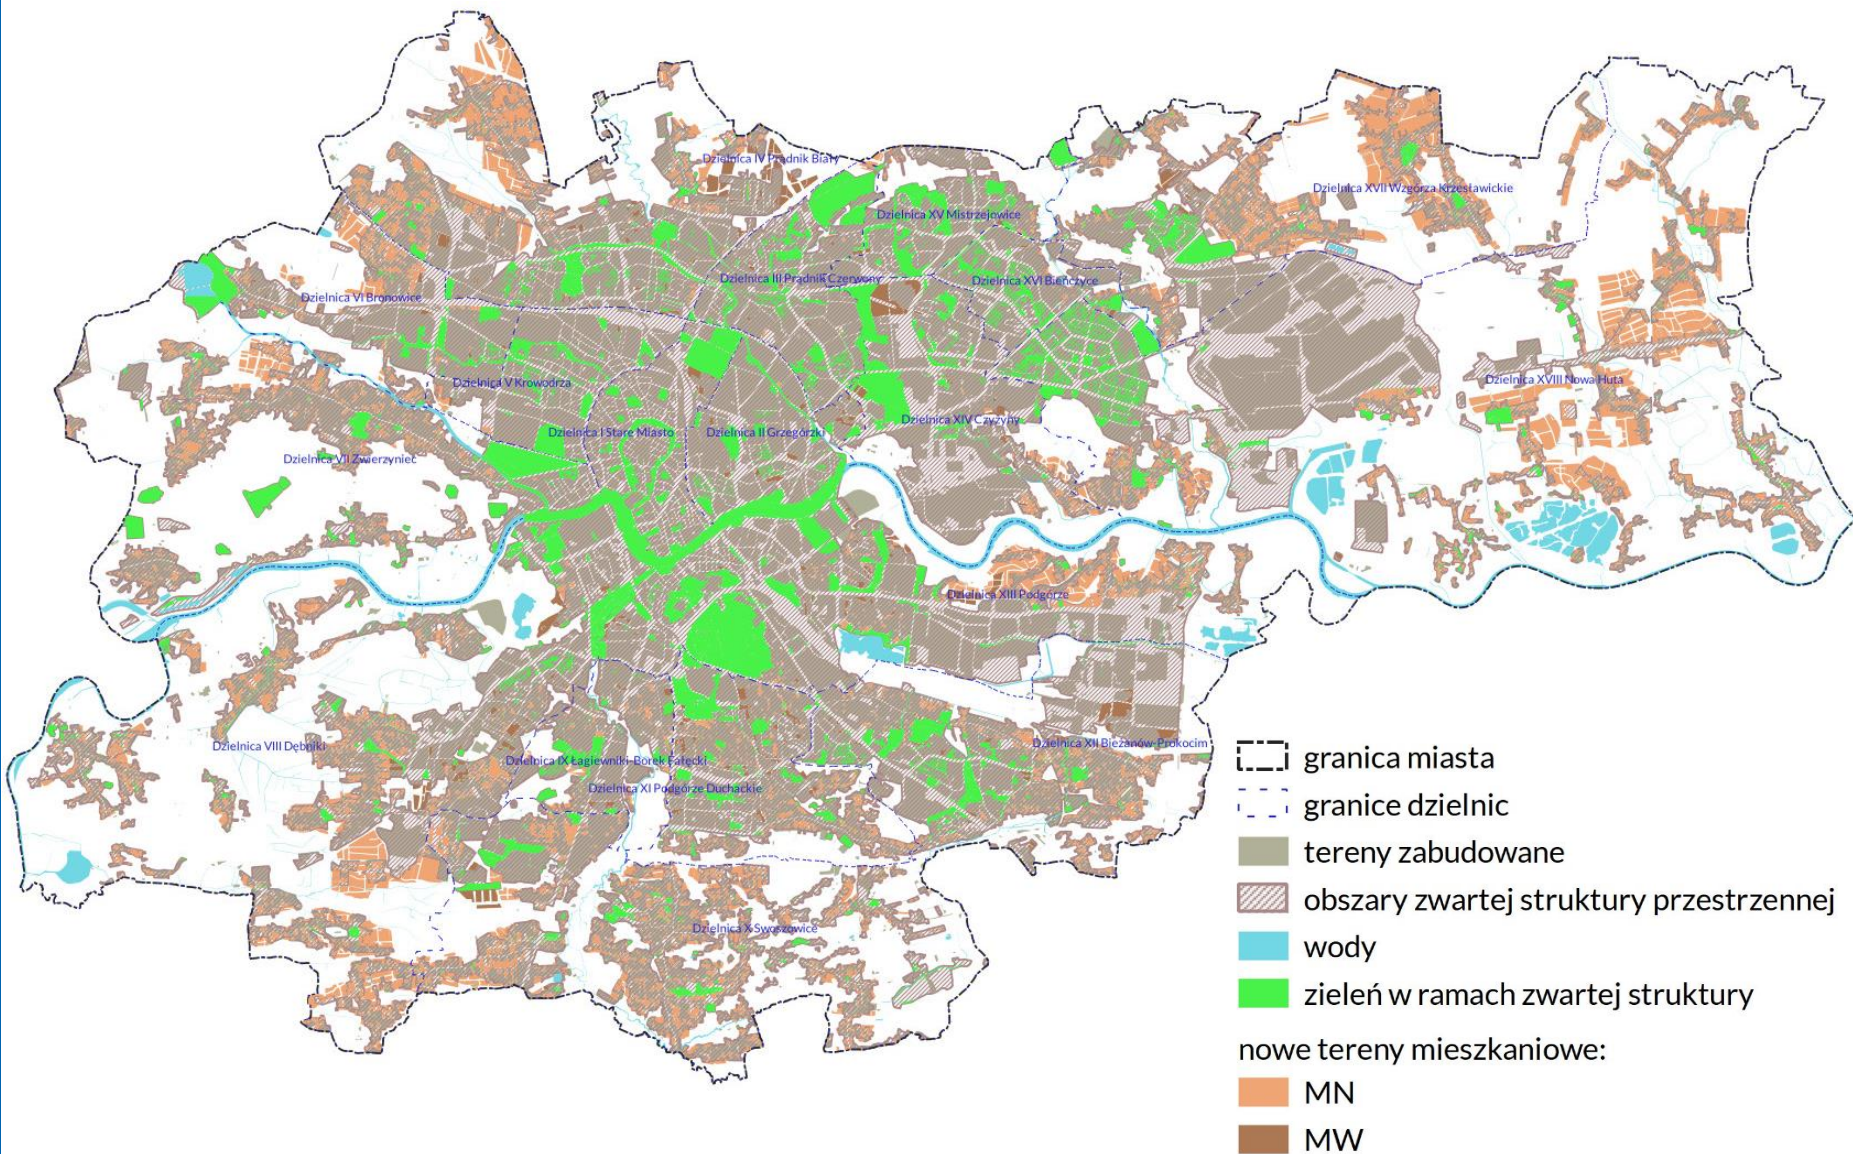 Dzielnica IV Prądnik Biały
Dzielnica XVII Wzgórza Krzesławickie
Dzielnica XV Mistrzejowice
Dzielnica III Prądnik Czerwony
Dzielnica XVI Bieńczyce
Dzielnica VI Bronowice
Dzielnica V Krowodrza
Dzielnica XVIII Nowa Huta
Dzielnica XIV Czyżyny
Dzielnica I Stare Miasto
Dzielnica II Grzegórzki
Dzielnica VII Zwierzyniec
Dzielnica XIII Podgórze
Dzielnica VIII Dębniki
Dzielnica XII Bieżanów-Prokocim
Dzielnica IX Łagiewniki-Borek Fałęcki
Dzielnica XI Podgórze Duchackie
Dzielnica X Swoszowice
granica miasta
granice dzielnic
tereny zabudowane
obszary zwartej struktury przestrzennej
wody
zieleń w ramach zwartej struktury
nowe tereny mieszkaniowe:
MN
MW